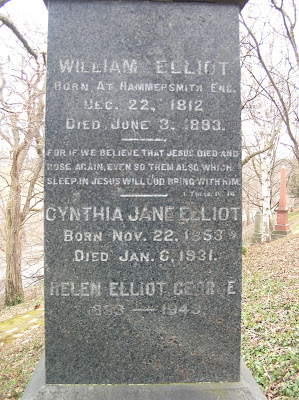 WILLIAM ELLIOT
BORN AT HAMMERSMITH ENG.
DEC. 22, 1812
DIED JUNE 3, 1893.
FOR IF WE BELIEVE THAT JESUS DIED AND
ROSE AGAIN, EVEN SO THEM ALSO WHICH
SLEEP IN JESUS WILL GOD BRING WITH HIM.
I. THESS.
CYNTHIA JANE ELLIOT
BORN NOV. 22, 1853
DIED JAN. 6, 1931.
HELEN ELLIOT GEORGE
— 1943.